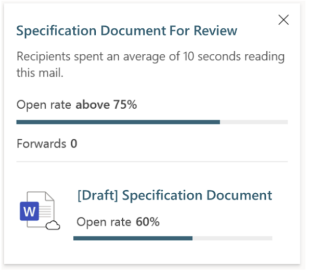 Specification Document For Review
Recipients spent an average of 10 seconds reading
this mail.
Open rate above 75%
Forwards 0
W
[Draft] Specification Document
Open rate 60%